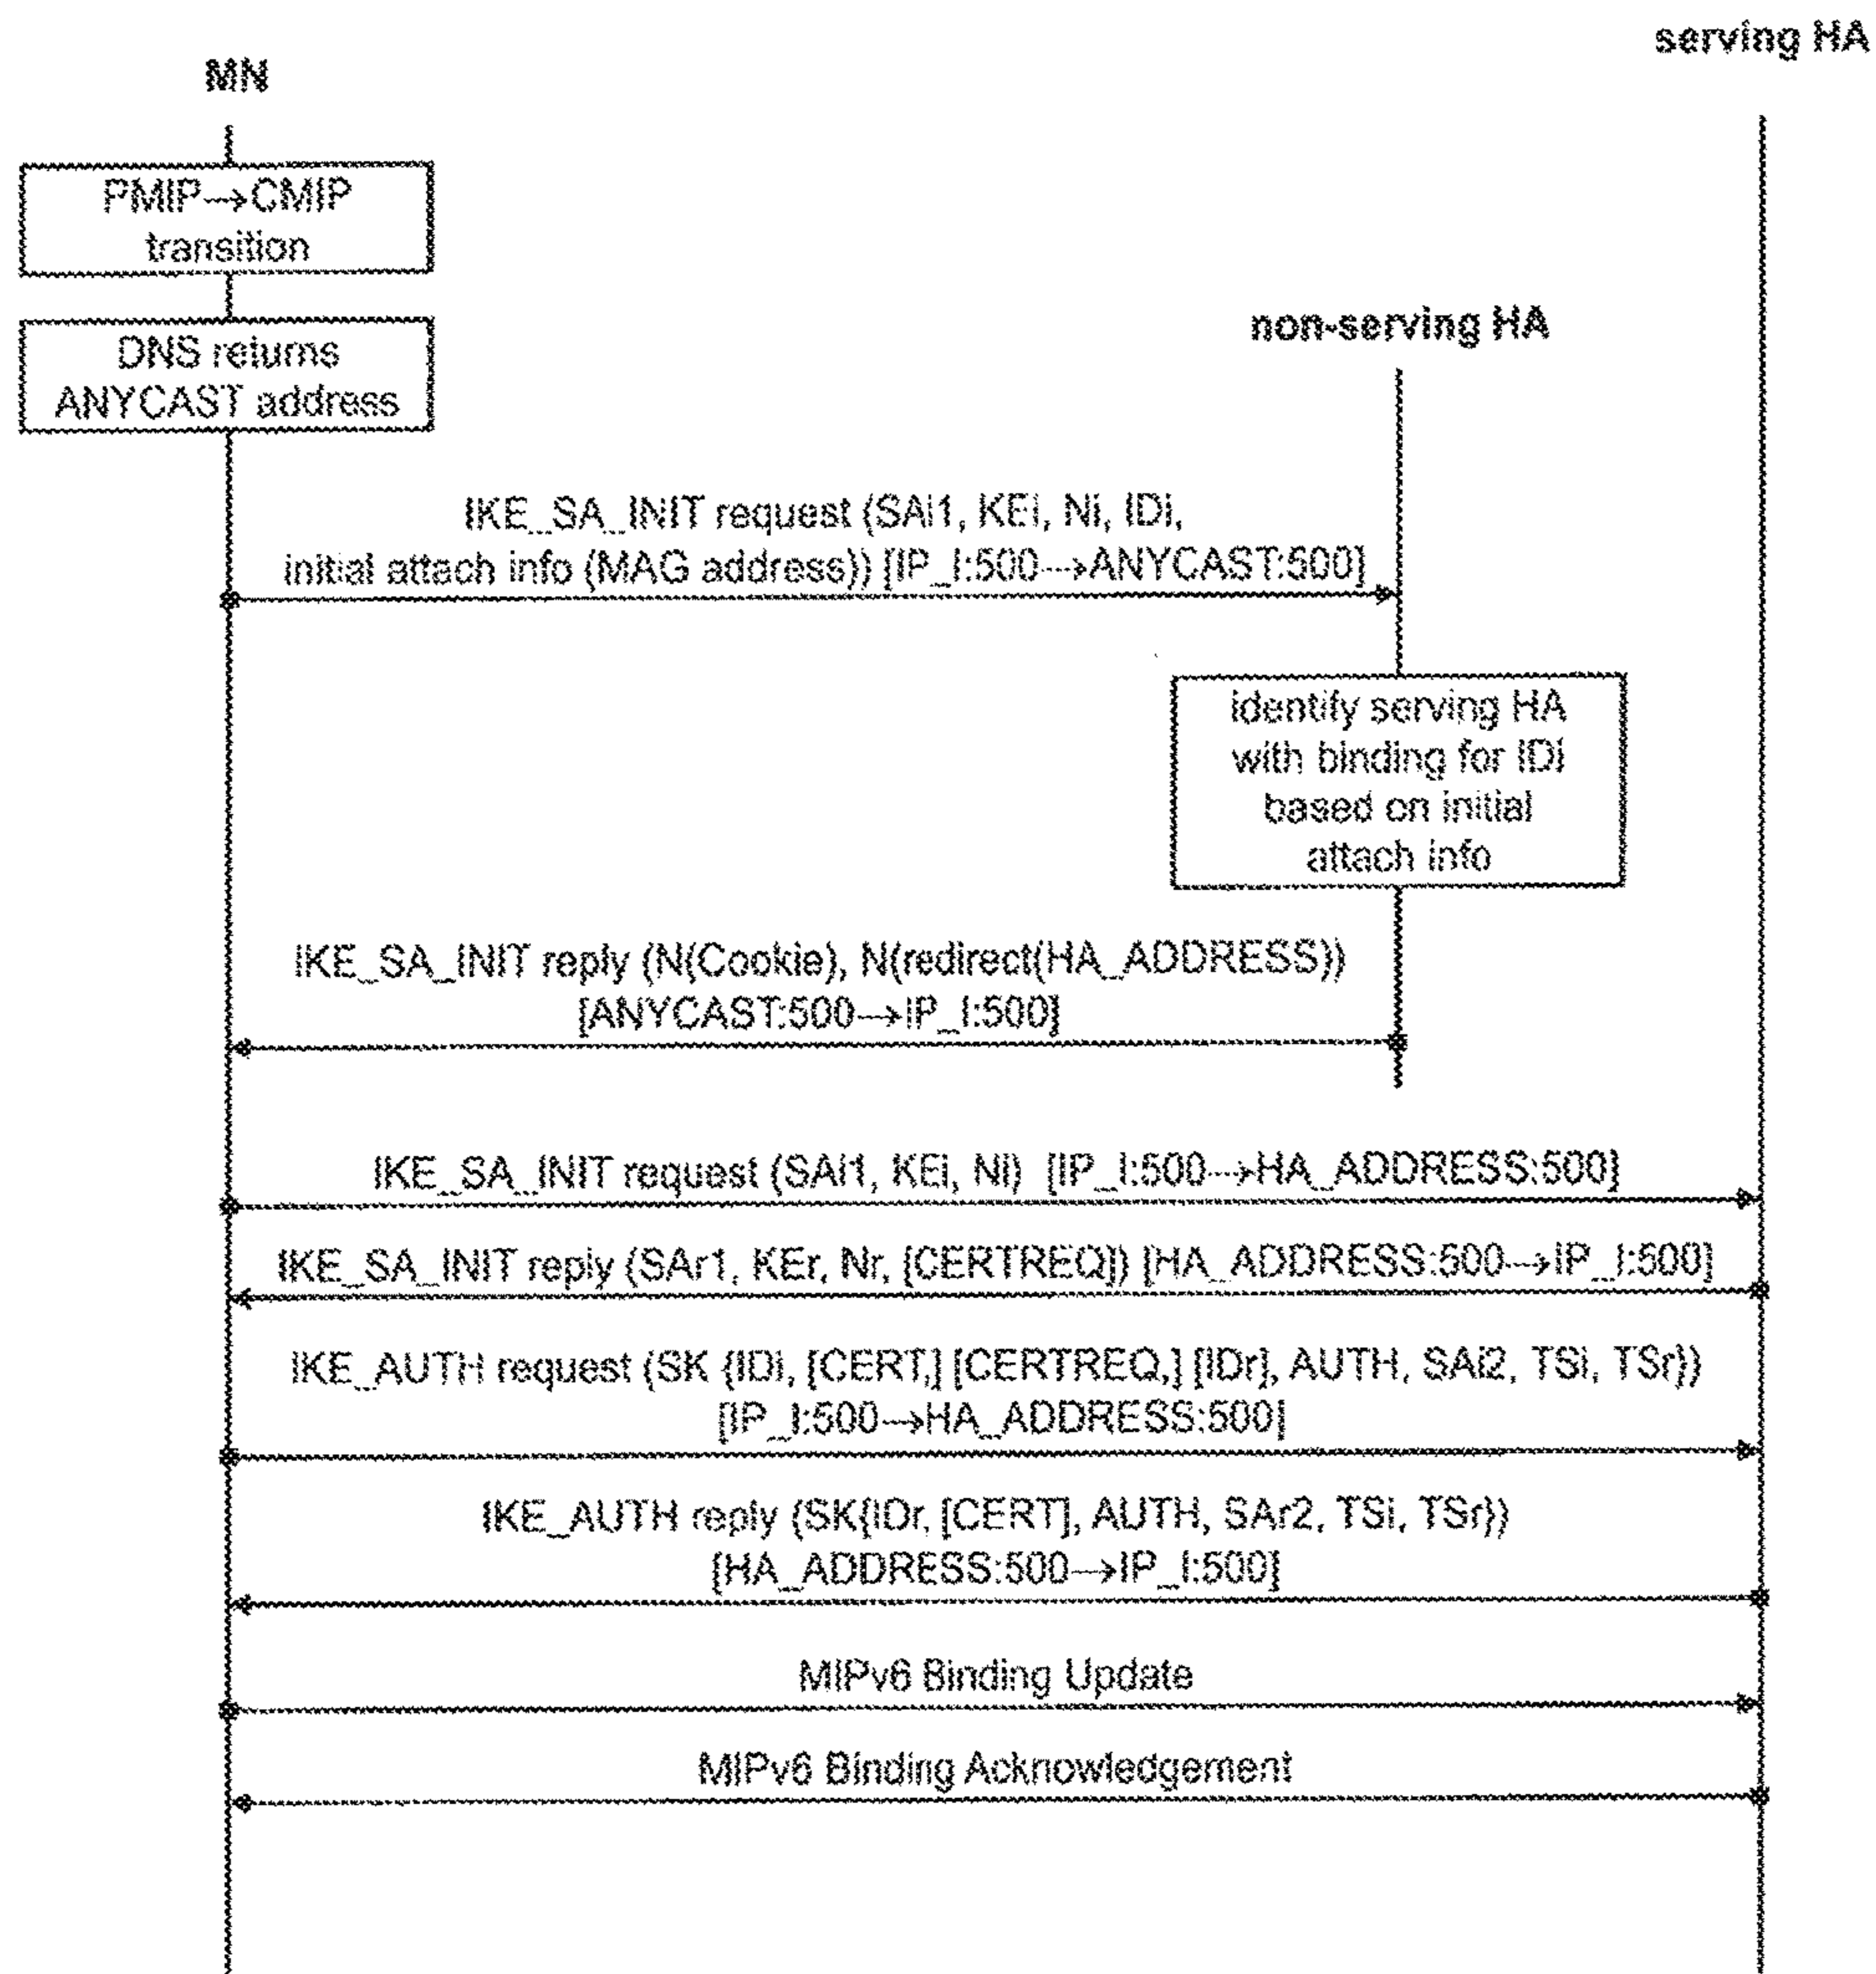 serving HA
MN
PMIP→CMIP
transition
DNS returns
ANYCAST address
non-serving HA
IKE_SA_INIT request (SAi1, KEi, Ni, IDi,
initial attach info (MAG address)) [IP_I:500→ANYCAST:500]
identify serving HA
with binding for IDi
based on initial
attach info
IKE_SA_INIT reply (N(Cookie), N(redirect(HA_ADDRESS))
[ANYCAST:500→IP_I:500]
IKE_SA_INIT request (SAi1, KEi, Ni) [IP_I:500→HA_ADDRESS:500]
IKE_SA_INIT reply (SAr1, KEr, Nr, [CERTREQ]) [HA_ADDRESS:500→IP_I:500]
IKE_AUTH request (SK {IDi, [CERT,] [CERTREQ,] [IDr], AUTH, SAi2, TSi, TSr})
[IP_I:500→HA_ADDRESS:500]
IKE_AUTH reply (SK{IDr, [CERT], AUTH, SAr2, TSi, TSr})
[HA_ADDRESS:500→IP_I:500]
MIPv6 Binding Update
MIPv6 Binding Acknowledgement